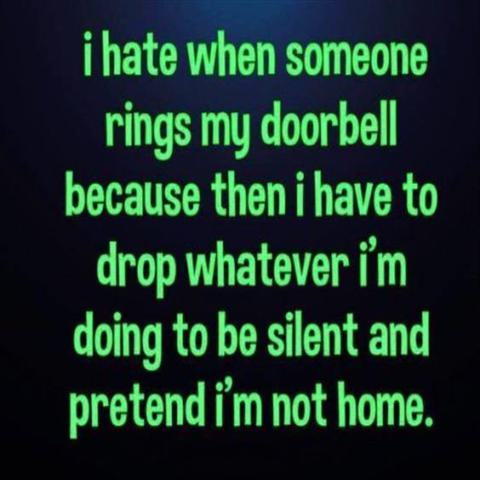 i hate when someone
rings my doorbell
because then i have to
drop whatever i'm
doing to be silent and
pretend i'm not home.